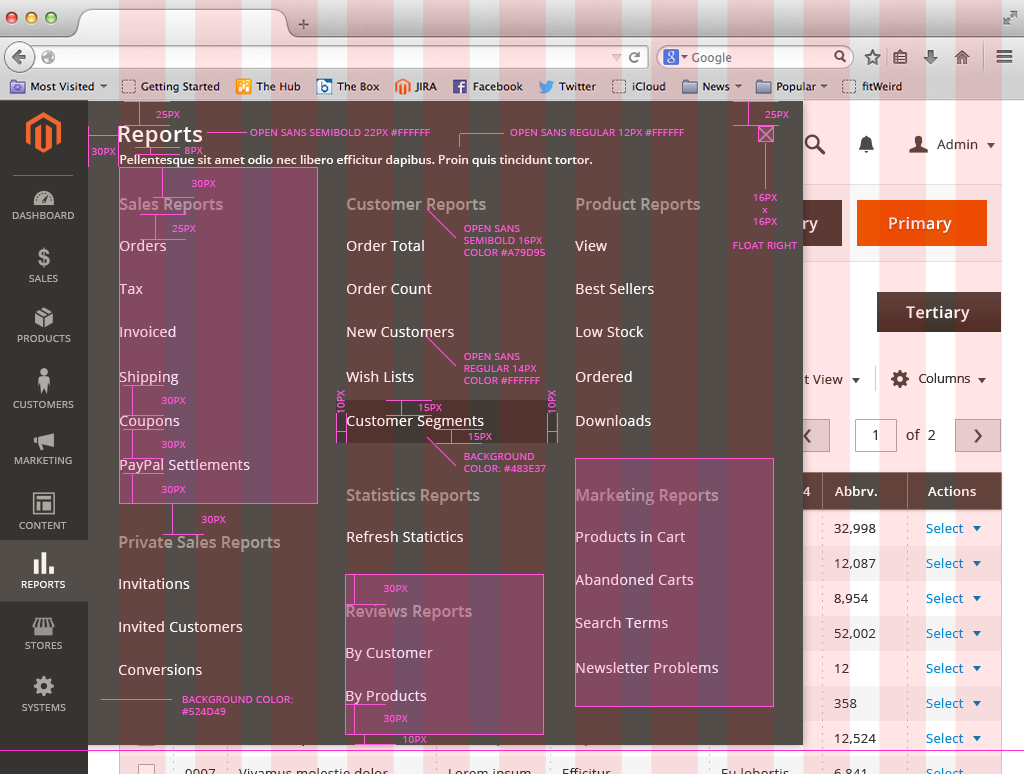 Google
Most Visited
Getting Started
The Hub
The Box
JIRA
Facebook
Twitter
iCloud
News
Popular
fitWeird
25PX
25PX
Reports
OPEN SANS SEMIBOLD 22PX #FFFFFF
OPEN SANS REGULAR 12PX #FFFFFF
30PX
8PX
Pellentesque sit amet odio nec libero efficitur dapibus. Proin quis tincidunt tortor.
Admin
30PX
16PX
x
16PX
FLOAT RIGHT
DASHBOARD
SALES
PRODUCTS
CUSTOMERS
MARKETING
CONTENT
REPORTS
STORES
SYSTEMS
Sales Reports
25PX
Orders
Tax
Invoiced
Shipping
30PX
Coupons
30PX
PayPal Settlements
30PX
30PX
Private Sales Reports
Invitations
Invited Customers
Conversions
BACKGROUND COLOR:
#524D49
Customer Reports
OPEN SANS
SEMIBOLD 16PX
COLOR #A79D95
Order Total
Order Count
New Customers
OPEN SANS
REGULAR 14PX
COLOR #FFFFFF
Wish Lists
10PX
10PX
15PX
Customer Segments
15PX
BACKGROUND
COLOR: #483E37
Statistics Reports
Refresh Statictics
30PX
Reviews Reports
By Customer
By Products
30PX
10PX
Product Reports
View
Best Sellers
Low Stock
Ordered
Downloads
Marketing Reports
Products in Cart
Abandoned Carts
Search Terms
Newsletter Problems
ry
Primary
Tertiary
t View
Columns
1 of 2
4 Abbrv. Actions
32,998 Select
12,087 Select
8,954 Select
52,002 Select
12 Select
358 Select
12,524 Select
0007 Vivamus molestie dolor Lorem ipsum Efficitur Eu lobortis 6,841